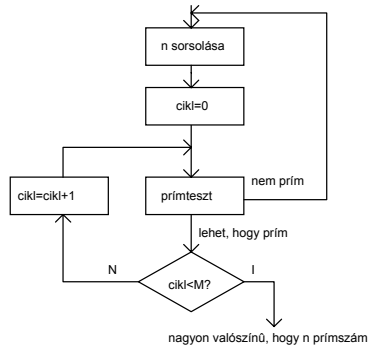 n sorsolása
cikl=0
nem prím
cikl=cikl+1
prímteszt
lehet, hogy prím
N
cikl<M?
I
nagyon valószínû, hogy n prímszám